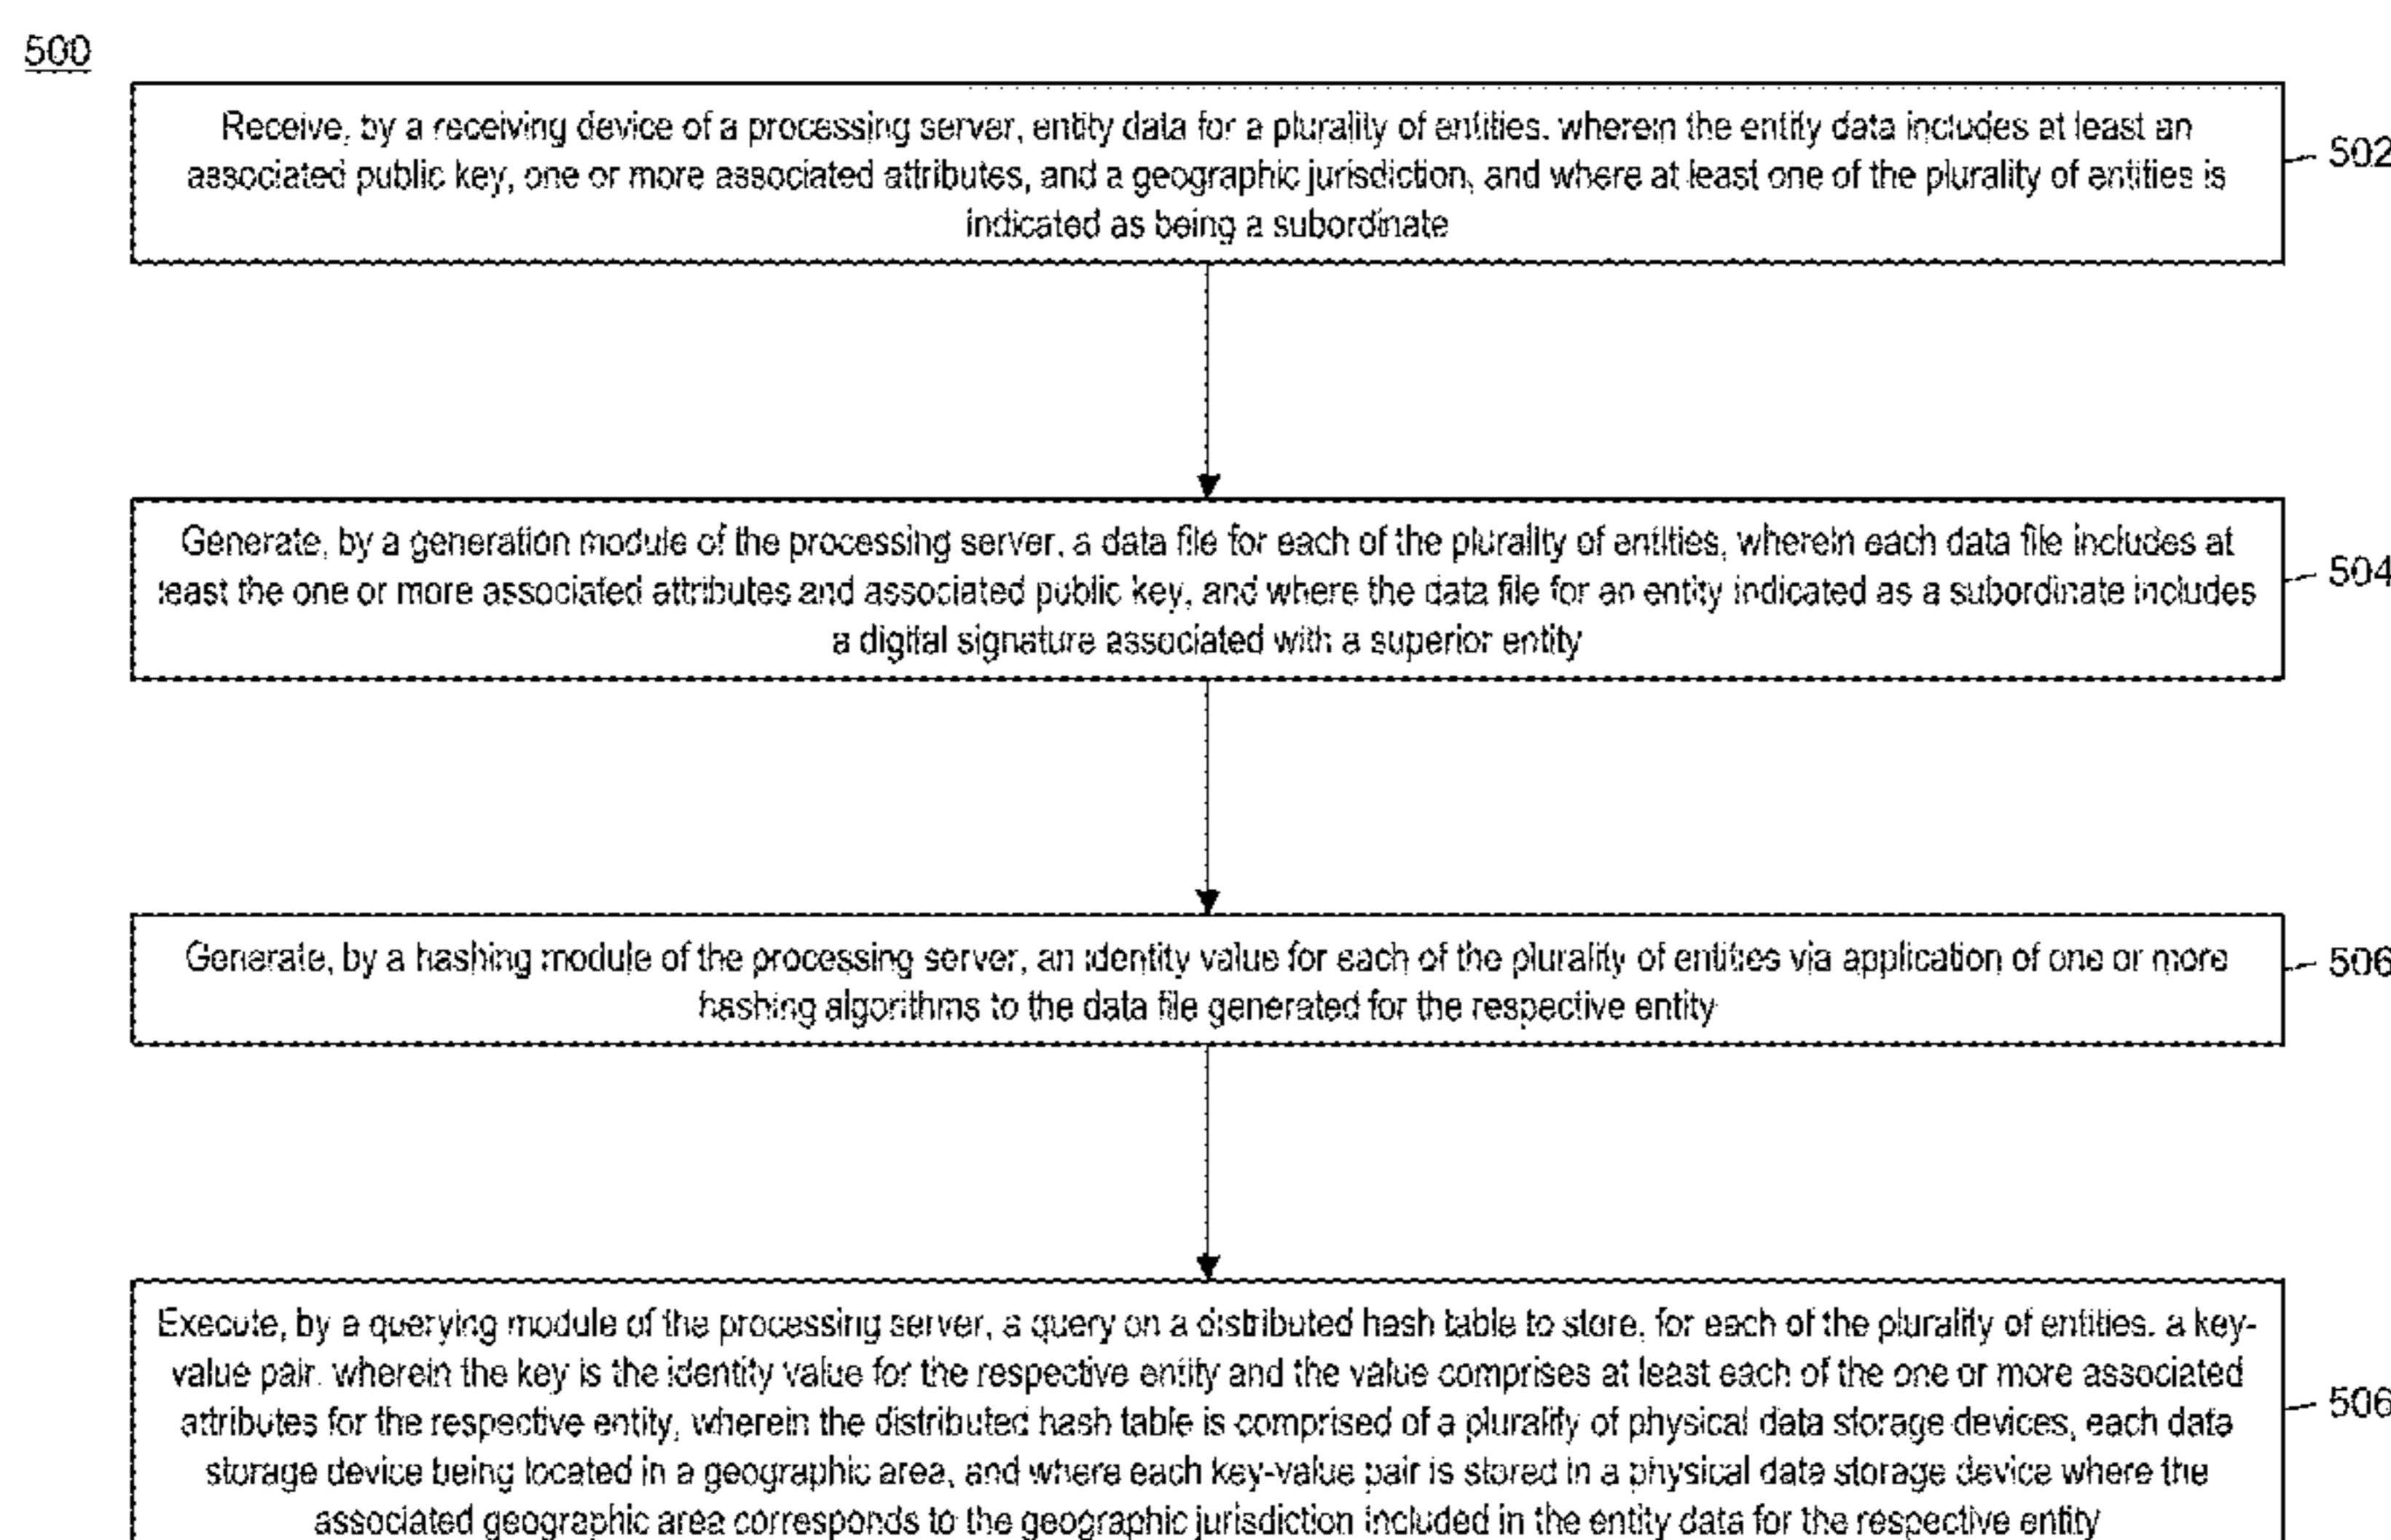 500
Receive, by a receiving device of a processing server, entity data for a plurality of entities, wherein the entity data includes at least an
associated public key, one or more associated attributes, and a geographic jurisdiction, and where at least one of the plurality of entities is
indicated as being a subordinate
502
Generate, by a generation module of the processing server, a data file for each of the plurality of entities, wherein each data file includes at
least the one or more associated attributes and associated public key, and where the data file for an entity indicated as a subordinate includes
a digital signature associated with a superior entity
504
Generate, by a hashing module of the processing server, an identity value for each of the plurality of entities via application of one or more
hashing algorithms to the data file generated for the respective entity
506
Execute, by a querying module of the processing server, a query on a distributed hash table to store, for each of the plurality of entities, a key-
value pair, wherein the key is the identity value for the respective entity and the value comprises at least each of the one or more associated
attributes for the respective entity, wherein the distributed hash table is comprised of a plurality of physical data storage devices, each data
storage device being located in a geographic area, and where each key-value pair is stored in a physical data storage device where the
associated geographic area corresponds to the geographic jurisdiction included in the entity data for the respective entity
506